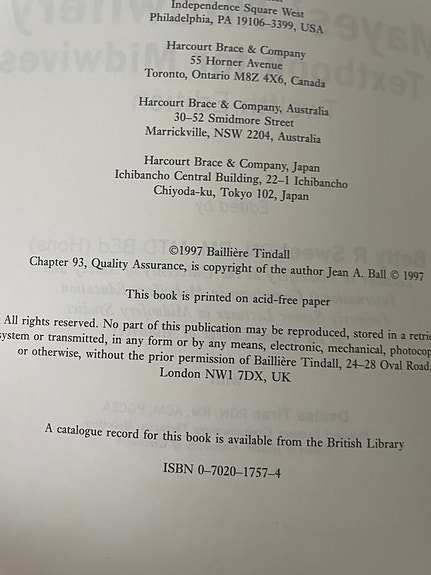 Independence Square West
Philadelphia, PA 19106–3399, USA
Harcourt Brace & Company
55 Horner Avenue
Toronto, Ontario M8Z 4X6, Canada
Harcourt Brace & Company, Australia
30–52 Smidmore Street
Marrickville, NSW 2204, Australia
Harcourt Brace & Company, Japan
Ichibancho Central Building, 22–1 Ichibancho
Chiyoda-ku, Tokyo 102, Japan
©1997 Baillière Tindall
Chapter 93, Quality Assurance, is copyright of the author Jean A. Ball © 1997
This book is printed on acid-free paper
All rights reserved. No part of this publication may be reproduced, stored in a retrie
system or transmitted, in any form or by any means, electronic, mechanical, photocop
or otherwise, without the prior permission of Baillière Tindall, 24–28 Oval Road,
London NW1 7DX, UK
A catalogue record for this book is available from the British Library
ISBN 0–7020–1757–4